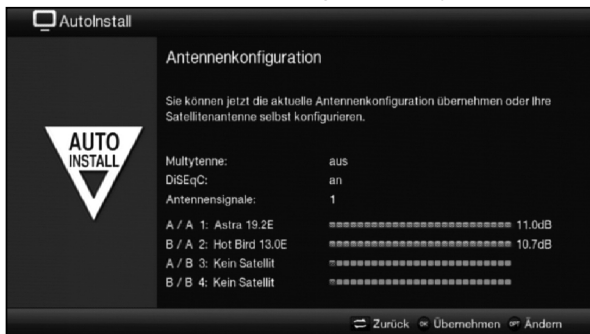 AutoInstall
Antennenkonfiguration
Sie können jetzt die aktuelle Antennenkonfiguration übernehmen oder Ihre
Satellitenantenne selbst konfigurieren.
AUTO
INSTALL
Multytenne: aus
DiSEqC: an
Antennensignale: 1
A / A 1: Astra 19.2E 11.0dB
B / A 2: Hot Bird 13.0E 10.7dB
A / B 3: Kein Satellit
B / B 4: Kein Satellit
Zurück OK Übernehmen OPT Ändern